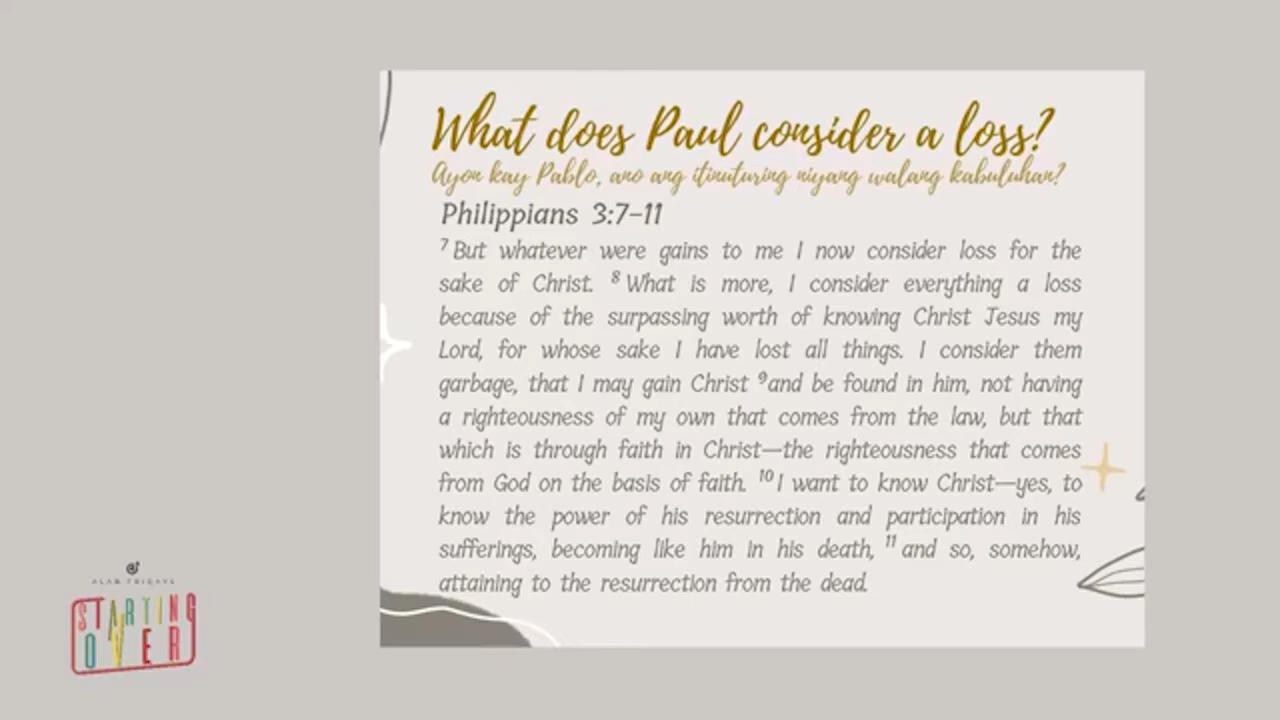 What does Paul consider a loss?
Ayon kay Pablo, ano ang itinuturing niyang walang kabuluhan?
Philippians 3:7–11
⁷ But whatever were gains to me I now consider loss for the
sake of Christ. ⁸ What is more, I consider everything a loss
because of the surpassing worth of knowing Christ Jesus my
Lord, for whose sake I have lost all things. I consider them
garbage, that I may gain Christ ⁹and be found in him, not having
a righteousness of my own that comes from the law, but that
which is through faith in Christ—the righteousness that comes
from God on the basis of faith. ¹⁰ I want to know Christ—yes, to
know the power of his resurrection and participation in his
sufferings, becoming like him in his death, ¹¹ and so, somehow,
attaining to the resurrection from the dead.
ALAB FRIDAYS
STARTING
OVER